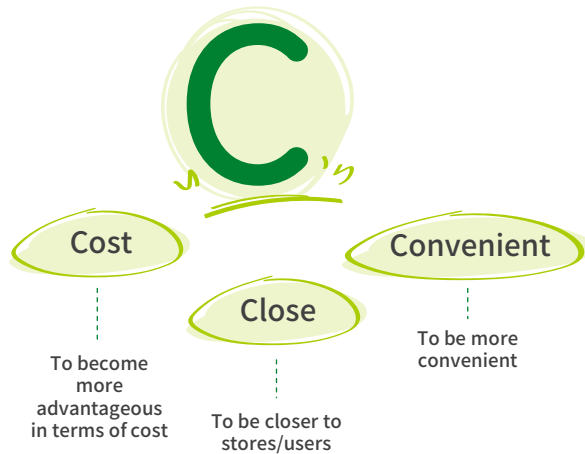 C
Cost
To become
more
advantageous
in terms of cost
Close
To be closer to
stores/users
Convenient
To be more
convenient